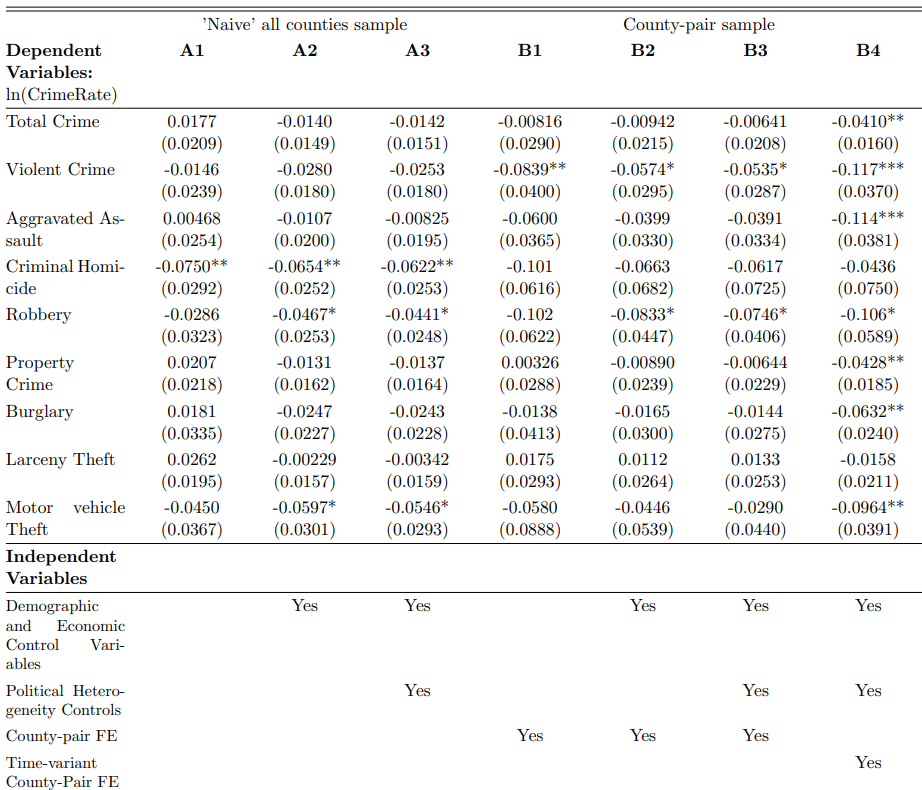 'Naive' all counties sample County-pair sample
Dependent A1 A2 A3 B1 B2 B3 B4
Variables:
ln(CrimeRate)
Total Crime 0.0177 -0.0140 -0.0142 -0.00816 -0.00942 -0.00641 -0.0410**
(0.0209) (0.0149) (0.0151) (0.0290) (0.0215) (0.0208) (0.0160)
Violent Crime -0.0146 -0.0280 -0.0253 -0.0839** -0.0574* -0.0535* -0.117***
(0.0239) (0.0180) (0.0180) (0.0400) (0.0295) (0.0287) (0.0370)
Aggravated As- 0.00468 -0.0107 -0.00825 -0.0600 -0.0399 -0.0391 -0.114***
sault (0.0254) (0.0200) (0.0195) (0.0365) (0.0330) (0.0334) (0.0381)
Criminal Homi- -0.0750** -0.0654** -0.0622** -0.101 -0.0663 -0.0617 -0.0436
cide (0.0292) (0.0252) (0.0253) (0.0616) (0.0682) (0.0725) (0.0750)
Robbery -0.0286 -0.0467* -0.0441* -0.102 -0.0833* -0.0746* -0.106*
(0.0323) (0.0253) (0.0248) (0.0622) (0.0447) (0.0406) (0.0589)
Property 0.0207 -0.0131 -0.0137 0.00326 -0.00890 -0.00644 -0.0428**
Crime (0.0218) (0.0162) (0.0164) (0.0288) (0.0239) (0.0229) (0.0185)
Burglary 0.0181 -0.0247 -0.0243 -0.0138 -0.0165 -0.0144 -0.0632**
(0.0335) (0.0227) (0.0228) (0.0413) (0.0300) (0.0275) (0.0240)
Larceny Theft 0.0262 -0.00229 -0.00342 0.0175 0.0112 0.0133 -0.0158
(0.0195) (0.0157) (0.0159) (0.0293) (0.0264) (0.0253) (0.0211)
Motor vehicle -0.0450 -0.0597* -0.0546* -0.0580 -0.0446 -0.0290 -0.0964**
Theft (0.0367) (0.0301) (0.0293) (0.0888) (0.0539) (0.0440) (0.0391)
Independent
Variables
Demographic Yes Yes Yes Yes Yes
and Economic
Control Vari-
ables
Political Hetero- Yes Yes Yes
geneity Controls
County-pair FE Yes Yes Yes
Time-variant Yes
County-Pair FE